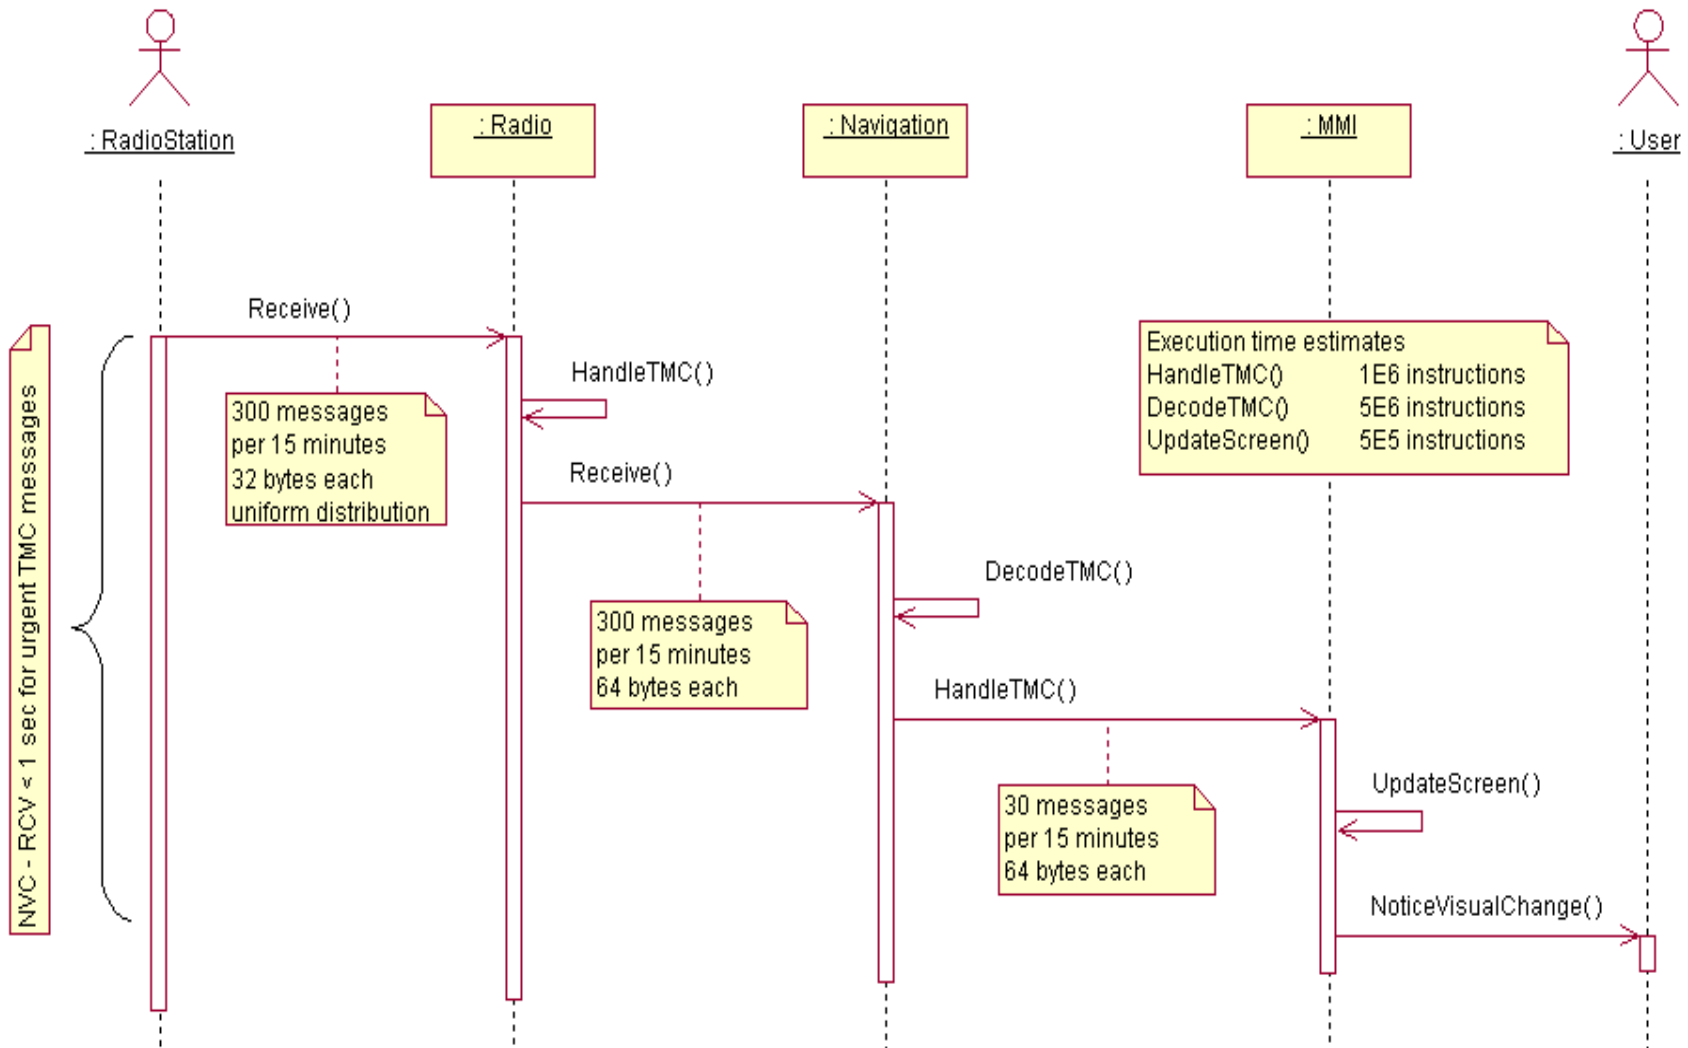 : RadioStation
: Radio
: Navigation
: MMI
: User
NVC - RCV < 1 sec for urgent TMC messages
Receive()
300 messages
per 15 minutes
32 bytes each
uniform distribution
HandleTMC()
Receive()
300 messages
per 15 minutes
64 bytes each
Execution time estimates
HandleTMC() 1E6 instructions
DecodeTMC() 5E6 instructions
UpdateScreen() 5E5 instructions
DecodeTMC()
HandleTMC()
30 messages
per 15 minutes
64 bytes each
UpdateScreen()
NoticeVisualChange()